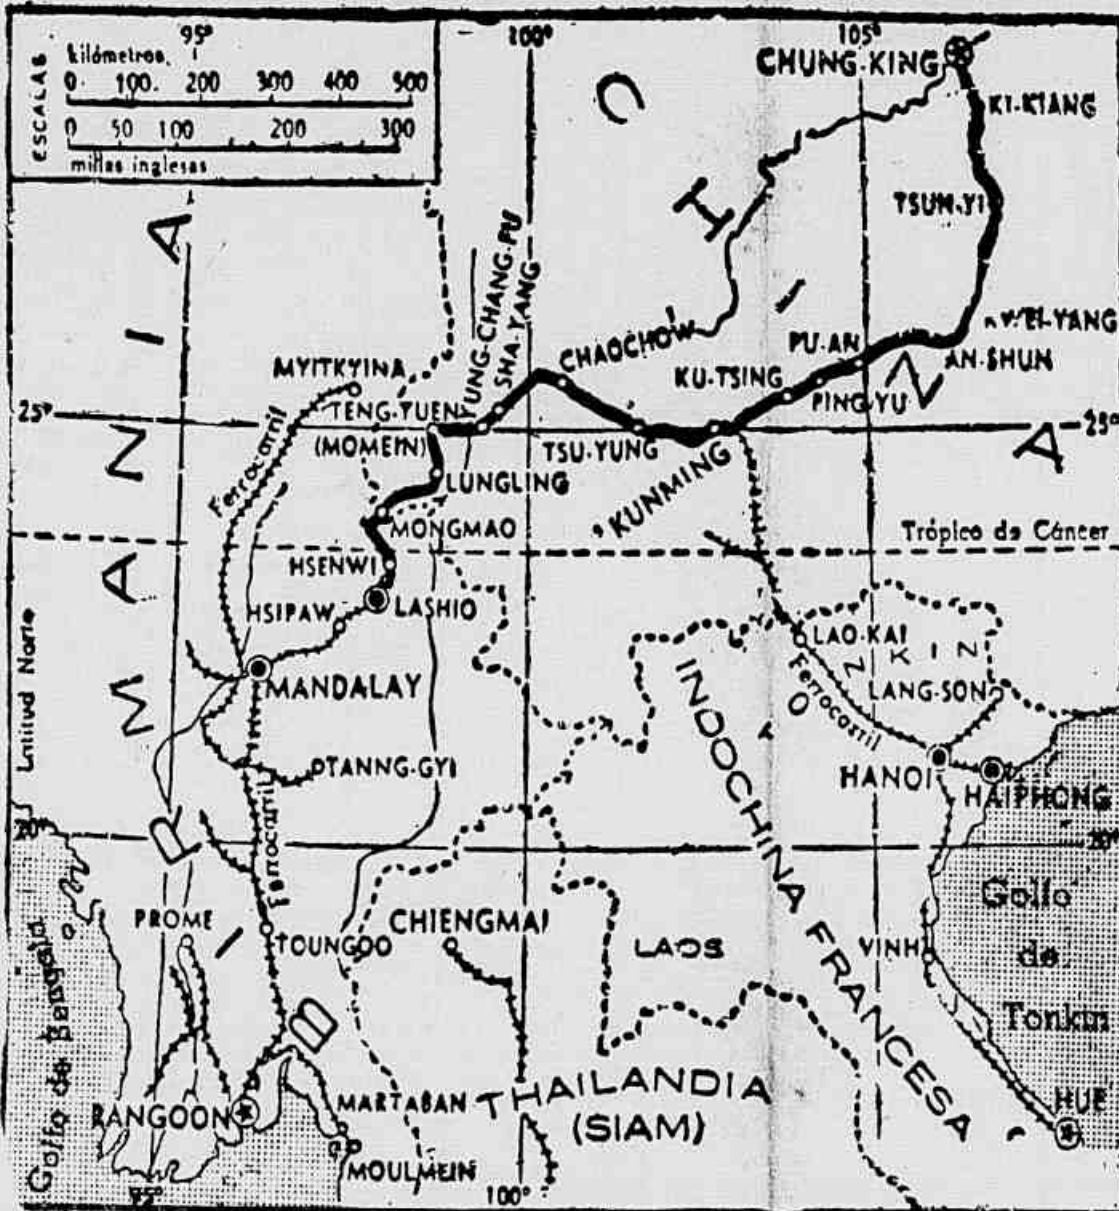 ESCALAS
kilómetros
0 100 200 300 400 500
0 50 100 200 300
millas inglesas
95°
100°
105°
CHUNG-KING
KI-KIANG
TSUN-YI
CHINA
YUNG-CHANG-FU
SHA-YANG
CHAOCHOW
WEI-YANG
PU-AN
AN-SHUN
KU-TSING
PING-YU
MYITKYINA
TENG-YUEN
(MOMEIN)
25°
25°
TSU-YUNG
KUNMING
Ferrocarril
LUNGLING
MONGMAO
Trópico de Cáncer
HSENWI
LASHIO
HSIPAW
BIRMANIA
Latitud Norte
MANDALAY
LAO-KAI
TONKIN
LANG-SON
Ferrocarril
HANOI
HAIPHONG
PTANNG-GYI
Ferrocarril
INDOCHINA FRANCESA
20°
20°
Golfo
de
Tonkin
PROME
TOUNGOO
CHIENGMAI
LAOS
VINH
Golfo de Bengala
RANGOON
MARTABAN
THAILANDIA
(SIAM)
HUE
MOULMEIN
95°
100°